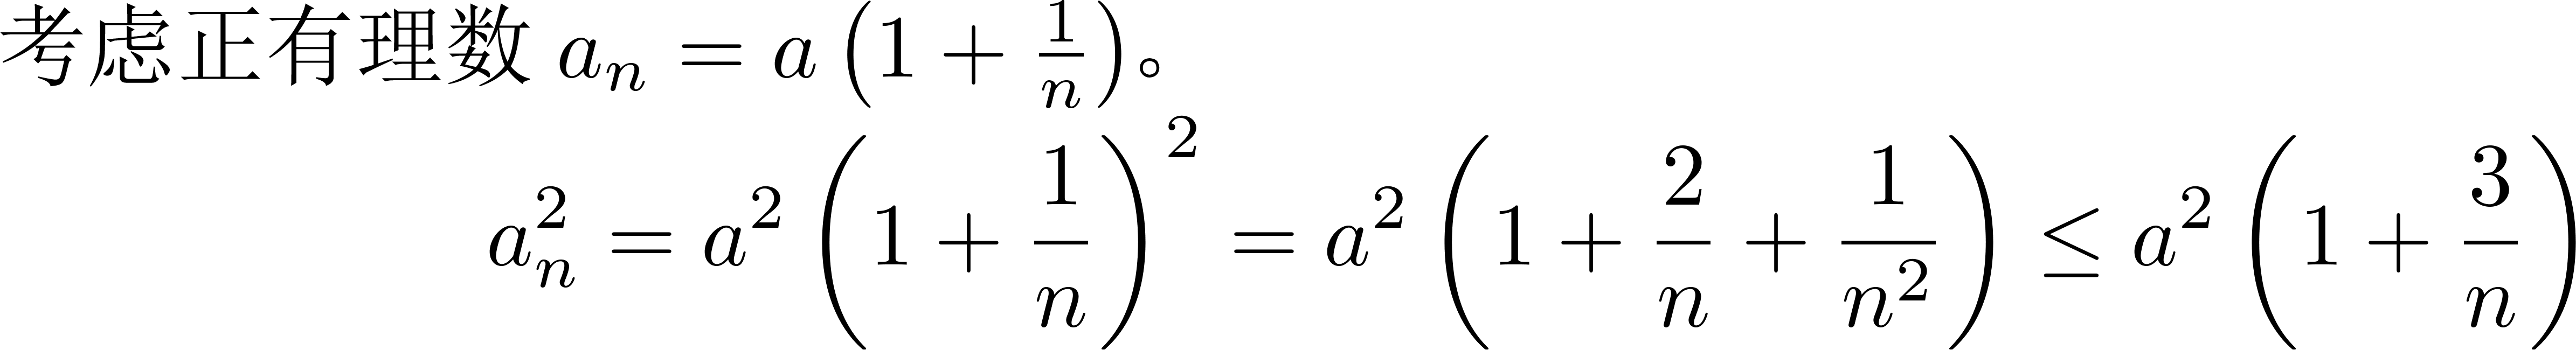 考虑正有理数 $a_n = a\left(1+\frac{1}{n}\right)$。
$$a_n^2 = a^2\left(1+\frac{1}{n}\right)^2 = a^2\left(1+\frac{2}{n}+\frac{1}{n^2}\right) \leq a^2\left(1+\frac{3}{n}\right)$$